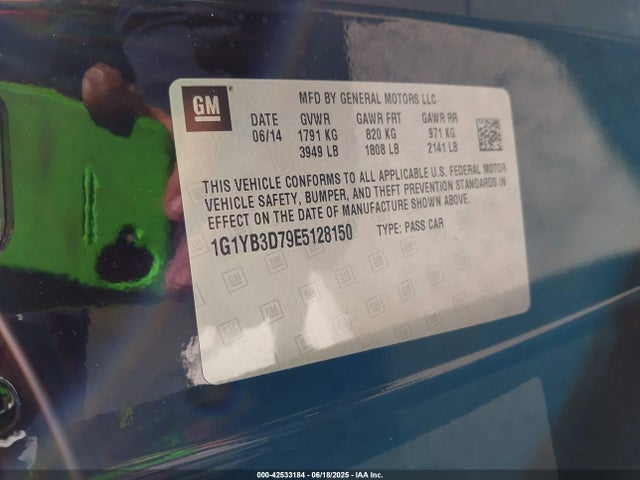 GM
MFD BY GENERAL MOTORS LLC
DATE GVWR GAWR FRT GAWR RR
06/14 1791 KG 820 KG 971 KG
3949 LB 1808 LB 2141 LB
THIS VEHICLE CONFORMS TO ALL APPLICABLE U.S. FEDERAL MOTOR
VEHICLE SAFETY, BUMPER, AND THEFT PREVENTION STANDARDS IN
EFFECT ON THE DATE OF MANUFACTURE SHOWN ABOVE.
1G1YB3D79E5128150 TYPE: PASS CAR
000-42533184 / 06/18/2025 - IAA Inc.